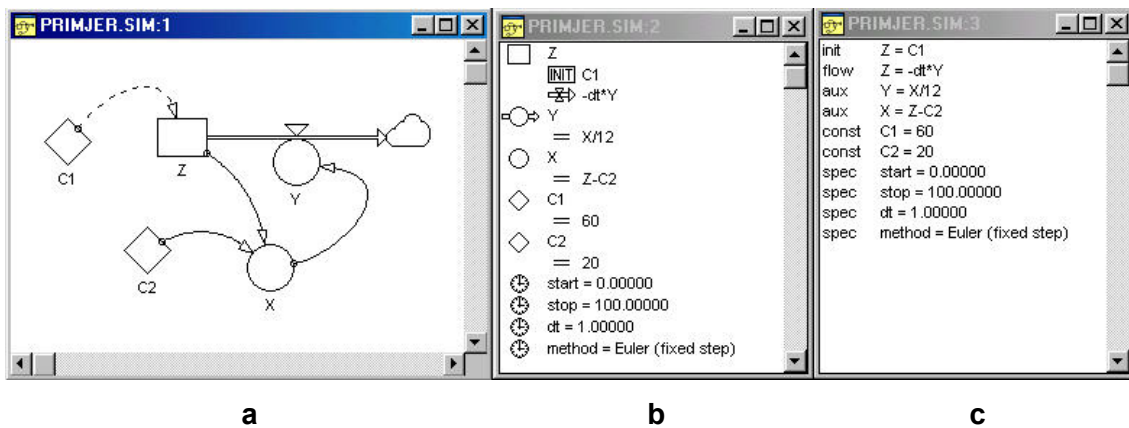 PRIMJER.SIM:1
C1
Z
Y
C2
X
PRIMJER.SIM:2
Z
INIT C1
-dt*Y
Y
= X/12
X
= Z-C2
C1
= 60
C2
= 20
start = 0.00000
stop = 100.00000
dt = 1.00000
method = Euler (fixed step)
PRIMJER.SIM:3
init Z = C1
flow Z = -dt*Y
aux Y = X/12
aux X = Z-C2
const C1 = 60
const C2 = 20
spec start = 0.00000
spec stop = 100.00000
spec dt = 1.00000
spec method = Euler (fixed step)
a b c